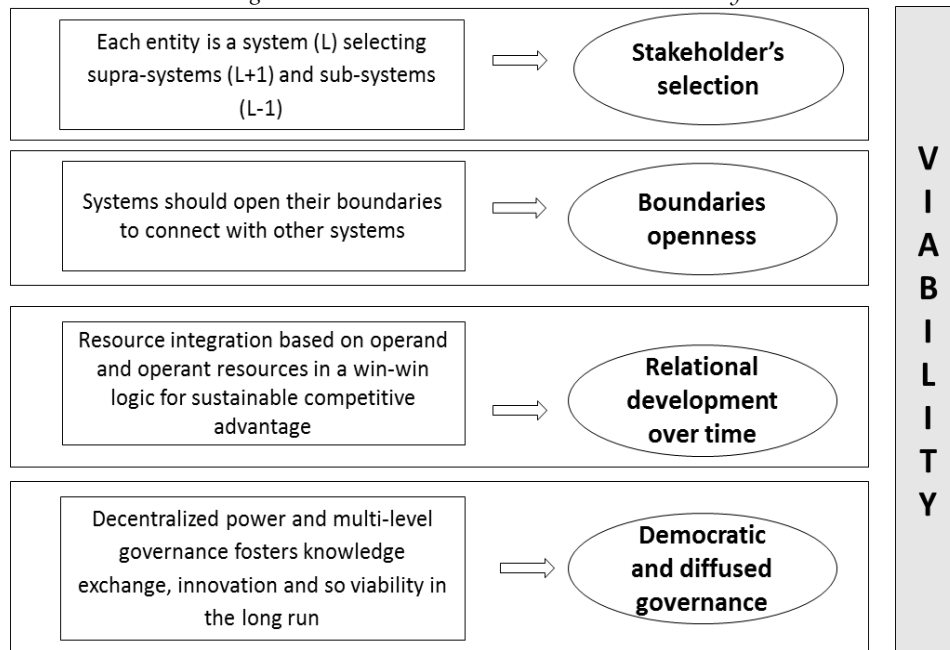 Each entity is a system (L) selecting
supra-systems (L+1) and sub-systems
(L-1)
Stakeholder’s
selection
Systems should open their boundaries
to connect with other systems
Boundaries
openness
Resource integration based on operand
and operant resources in a win-win
logic for sustainable competitive
advantage
Relational
development
over time
Decentralized power and multi-level
governance fosters knowledge
exchange, innovation and so viability in
the long run
Democratic
and diffused
governance
V
I
A
B
I
L
I
T
Y